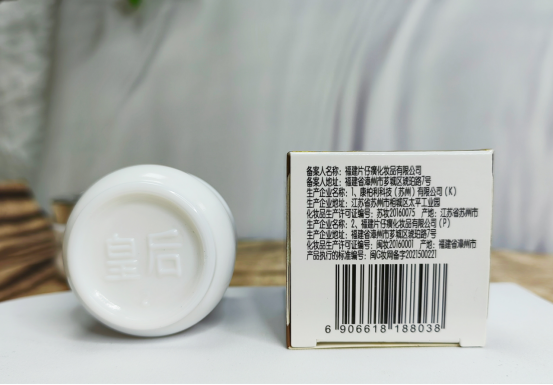 皇后
备案人名称：福建片仔癀化妆品有限公司
备案人地址：福建省漳州市芗城区琥珀路7号
生产企业名称：1、康柏利科技（苏州）有限公司（K）
生产企业地址：江苏省苏州市相城区太平工业园
化妆品生产许可证编号：苏妆20160075 产地：江苏省苏州市
生产企业名称：2、福建片仔癀化妆品有限公司（P）
生产企业地址：福建省漳州市芗城区琥珀路7号
化妆品生产许可证编号：闽妆20160001 产地：福建省漳州市
产品执行的标准编号：闽G妆网备字2021500221
6 906618 188038